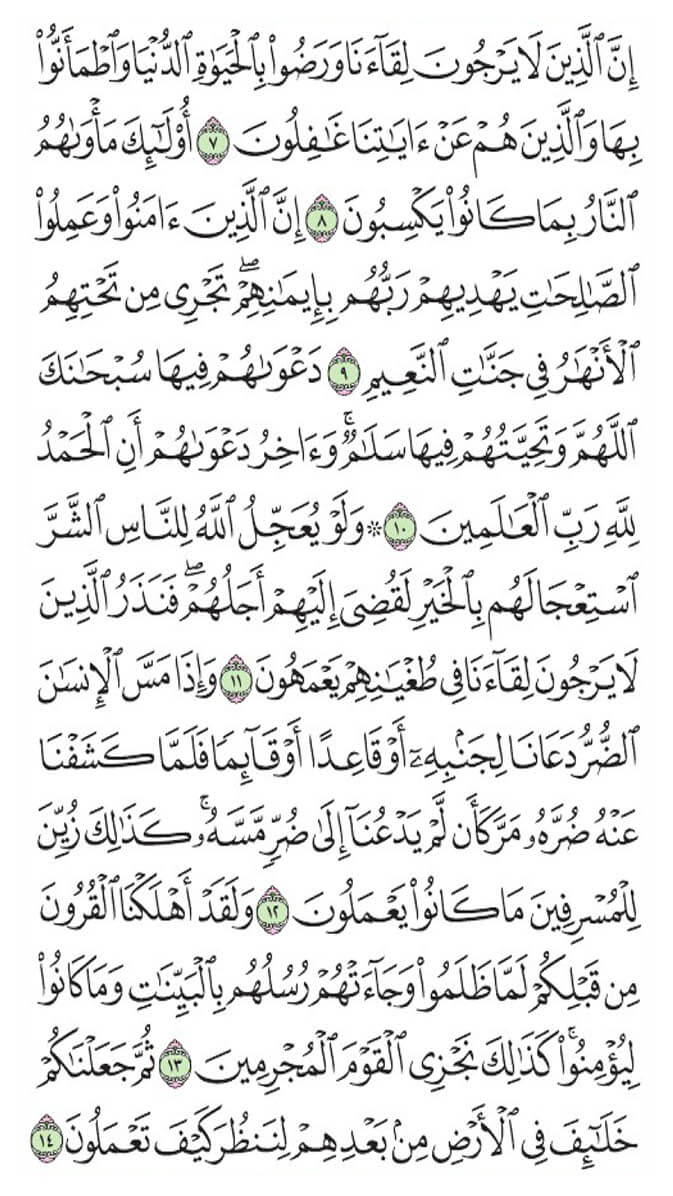 إِنَّ ٱلَّذِينَ لَا يَرۡجُونَ لِقَآءَنَا وَرَضُواْ بِٱلۡحَيَوٰةِ ٱلدُّنۡيَا وَٱطۡمَأَنُّواْ
بِهَا وَٱلَّذِينَ هُمۡ عَنۡ ءَايَٰتِنَا غَٰفِلُونَ ٧ أُوْلَٰٓئِكَ مَأۡوَىٰهُمُ
ٱلنَّارُ بِمَا كَانُواْ يَكۡسِبُونَ ٨ إِنَّ ٱلَّذِينَ ءَامَنُواْ وَعَمِلُواْ
ٱلصَّٰلِحَٰتِ يَهۡدِيهِمۡ رَبُّهُم بِإِيمَٰنِهِمۡۖ تَجۡرِي مِن تَحۡتِهِمُ
ٱلۡأَنۡهَٰرُ فِي جَنَّٰتِ ٱلنَّعِيمِ ٩ دَعۡوَىٰهُمۡ فِيهَا سُبۡحَٰنَكَ
ٱللَّهُمَّ وَتَحِيَّتُهُمۡ فِيهَا سَلَٰمٞۚ وَءَاخِرُ دَعۡوَىٰهُمۡ أَنِ ٱلۡحَمۡدُ
لِلَّهِ رَبِّ ٱلۡعَٰلَمِينَ ١٠ ۞ وَلَوۡ يُعَجِّلُ ٱللَّهُ لِلنَّاسِ ٱلشَّرَّ
ٱسۡتِعۡجَالَهُم بِٱلۡخَيۡرِ لَقُضِيَ إِلَيۡهِمۡ أَجَلُهُمۡۖ فَنَذَرُ ٱلَّذِينَ
لَا يَرۡجُونَ لِقَآءَنَا فِي طُغۡيَٰنِهِمۡ يَعۡمَهُونَ ١١ وَإِذَا مَسَّ ٱلۡإِنسَٰنَ
ٱلضُّرُّ دَعَانَا لِجَنۢبِهِۦٓ أَوۡ قَاعِدًا أَوۡ قَآئِمٗا فَلَمَّا كَشَفۡنَا
عَنۡهُ ضُرَّهُۥ مَرَّ كَأَن لَّمۡ يَدۡعُنَآ إِلَىٰ ضُرّٖ مَّسَّهُۥۚ كَذَٰلِكَ زُيِّنَ
لِلۡمُسۡرِفِينَ مَا كَانُواْ يَعۡمَلُونَ ١٢ وَلَقَدۡ أَهۡلَكۡنَا ٱلۡقُرُونَ
مِن قَبۡلِكُمۡ لَمَّا ظَلَمُواْ وَجَآءَتۡهُمۡ رُسُلُهُم بِٱلۡبَيِّنَٰتِ وَمَا كَانُواْ
لِيُؤۡمِنُواْۚ كَذَٰلِكَ نَجۡزِي ٱلۡقَوۡمَ ٱلۡمُجۡرِمِينَ ١٣ ثُمَّ جَعَلۡنَٰكُمۡ
خَلَٰٓئِفَ فِي ٱلۡأَرۡضِ مِنۢ بَعۡدِهِمۡ لِنَنظُرَ كَيۡفَ تَعۡمَلُونَ ١٤